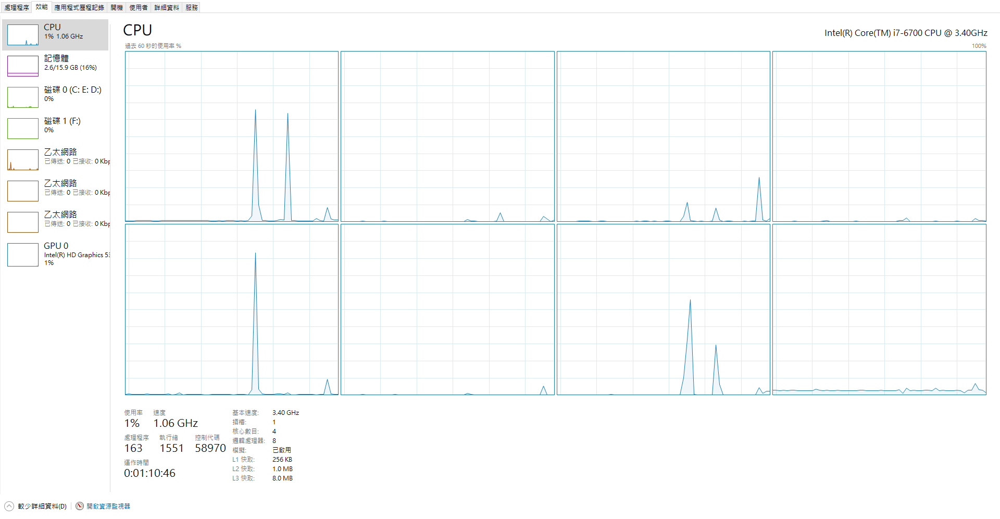 處理程序 效能 應用程式歷程記錄 開機 使用者 詳細資料 服務
CPU
1% 1.06 GHz
記憶體
2.6/15.9 GB (16%)
磁碟 0 (C: E: D:)
0%
磁碟 1 (F:)
0%
乙太網路
已傳送: 0 已接收: 0 Kbp
乙太網路
已傳送: 0 已接收: 0 Kbp
乙太網路
已傳送: 0 已接收: 0 Kbp
GPU 0
Intel(R) HD Graphics 53
1%
CPU
Intel(R) Core(TM) i7-6700 CPU @ 3.40GHz
過去 60 秒的使用率 %
100%
使用率 速度
1% 1.06 GHz
處理程序 執行緒 控制代碼
163 1551 58970
運作時間
0:01:10:46
基本速度: 3.40 GHz
插槽: 1
核心數目: 4
邏輯處理器: 8
模擬: 已啟用
L1 快取: 256 KB
L2 快取: 1.0 MB
L3 快取: 8.0 MB
較少詳細資料(D) 開啟資源監視器